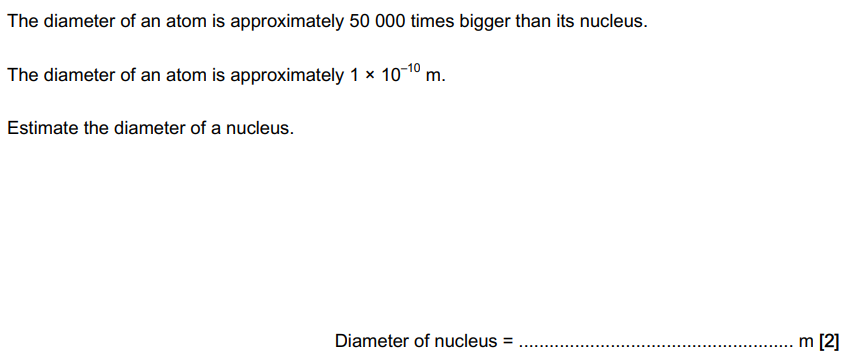 The diameter of an atom is approximately 50 000 times bigger than its nucleus.
The diameter of an atom is approximately 1 × 10⁻¹⁰ m.
Estimate the diameter of a nucleus.
Diameter of nucleus = ...................................................... m [2]